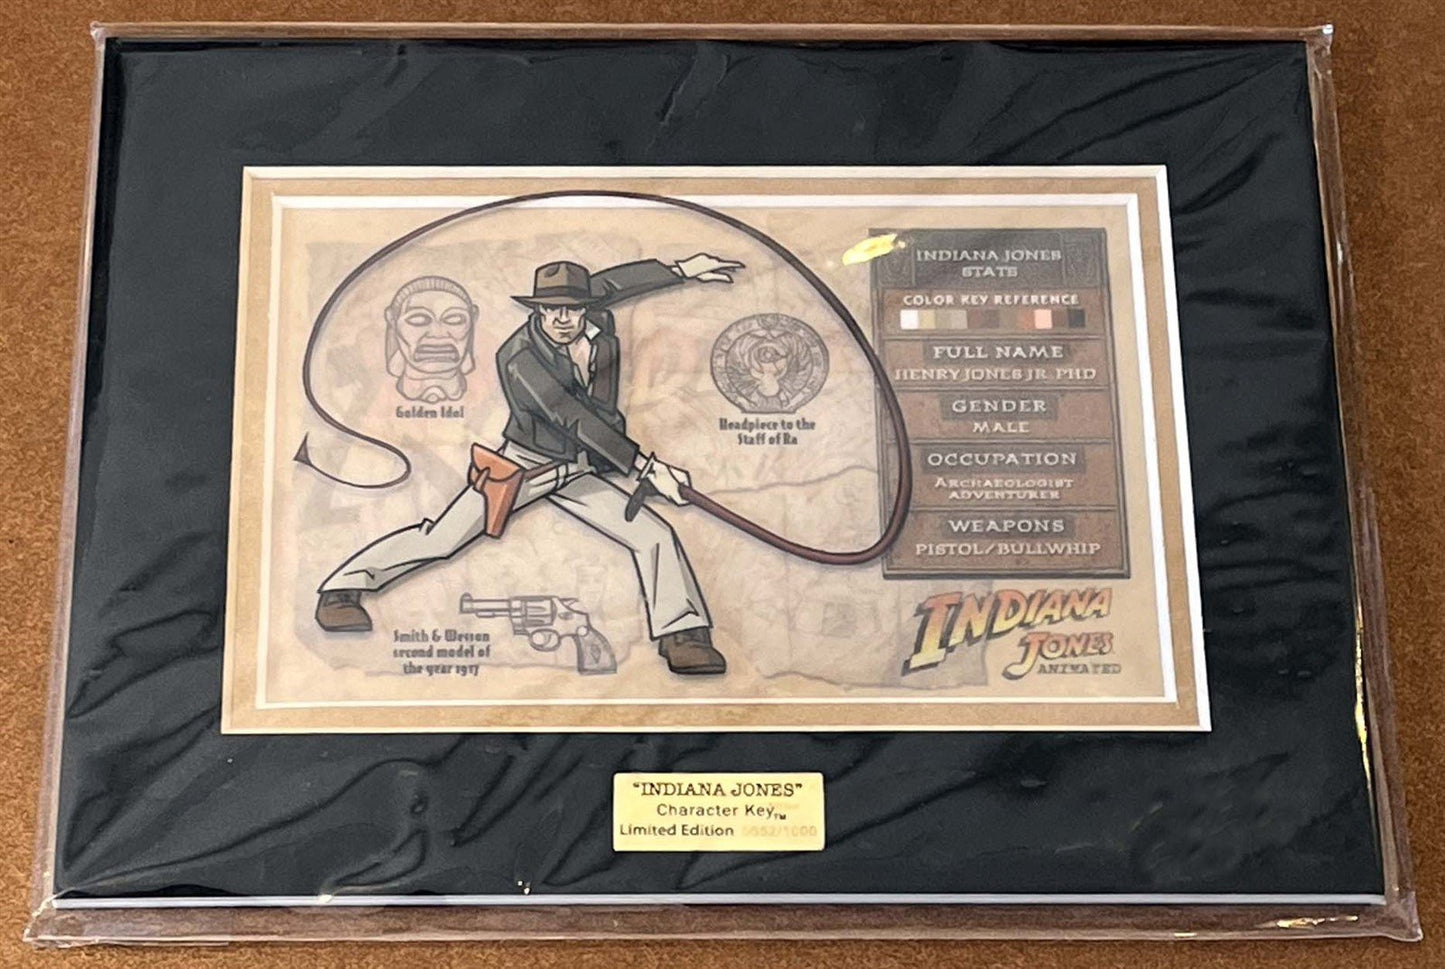 Golden Idol
Headpiece to the
Staff of Ra
Smith & Wesson
second model of
the year 1917
INDIANA JONES
STATS
COLOR KEY REFERENCE
FULL NAME
HENRY JONES JR PHD
GENDER
MALE
OCCUPATION
ARCHAEOLOGIST
ADVENTURER
WEAPONS
PISTOL/BULLWHIP
INDIANA
JONES
ANIMATED
"INDIANA JONES"
Character Key™
Limited Edition